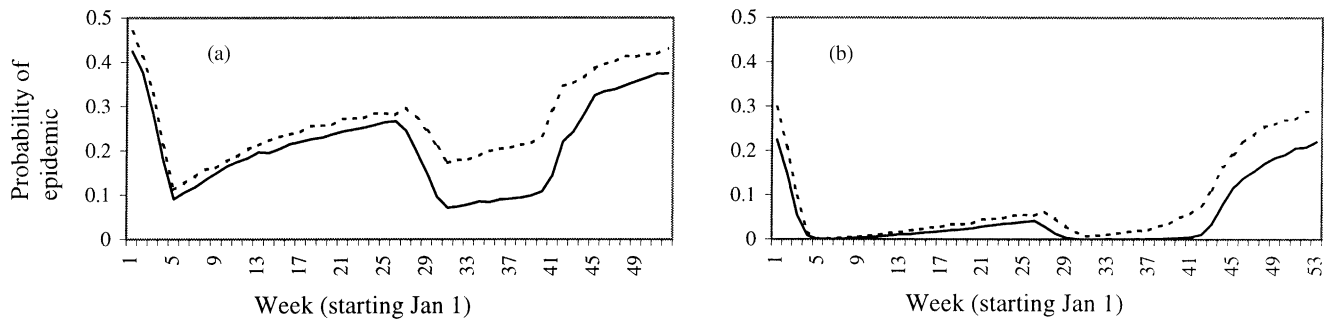 Probability of
epidemic
0.5
0.4
0.3
0.2
0.1
0
(a)
1 5 9 13 17 21 25 29 33 37 41 45 49
Week (starting Jan 1)
0.5
0.4
0.3
0.2
0.1
0
(b)
1 5 9 13 17 21 25 29 33 37 41 45 49 53
Week (starting Jan 1)